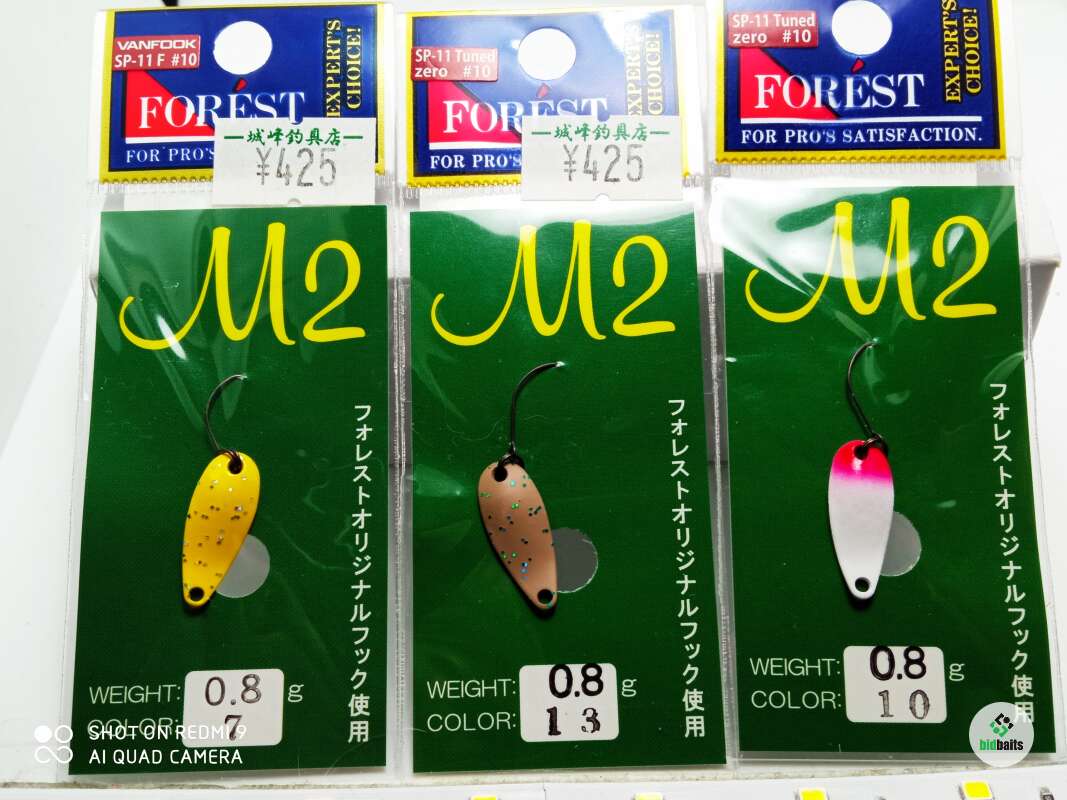 VANFOOK
SP-11 F #10
EXPERT'S
CHOICE!
FORÉST
城峰釣具店
FOR PRO'S
¥425
M2
フォレストオリジナルフック使用
WEIGHT: 0.8 g
COLOR: 7
SP-11 Tuned
zero #10
EXPERT'S
CHOICE!
FORÉST
城峰釣具店
FOR PRO'S
¥425
M2
フォレストオリジナルフック使用
WEIGHT: 0.8 g
COLOR: 13
SP-11 Tuned
zero #10
EXPERT'S
CHOICE!
FORÉST
FOR PRO'S SATISFACTION.
M2
フォレストオリジナルフック使用
WEIGHT: 0.8 g
COLOR: 10
SHOT ON REDMI 9
AI QUAD CAMERA
bidbaits